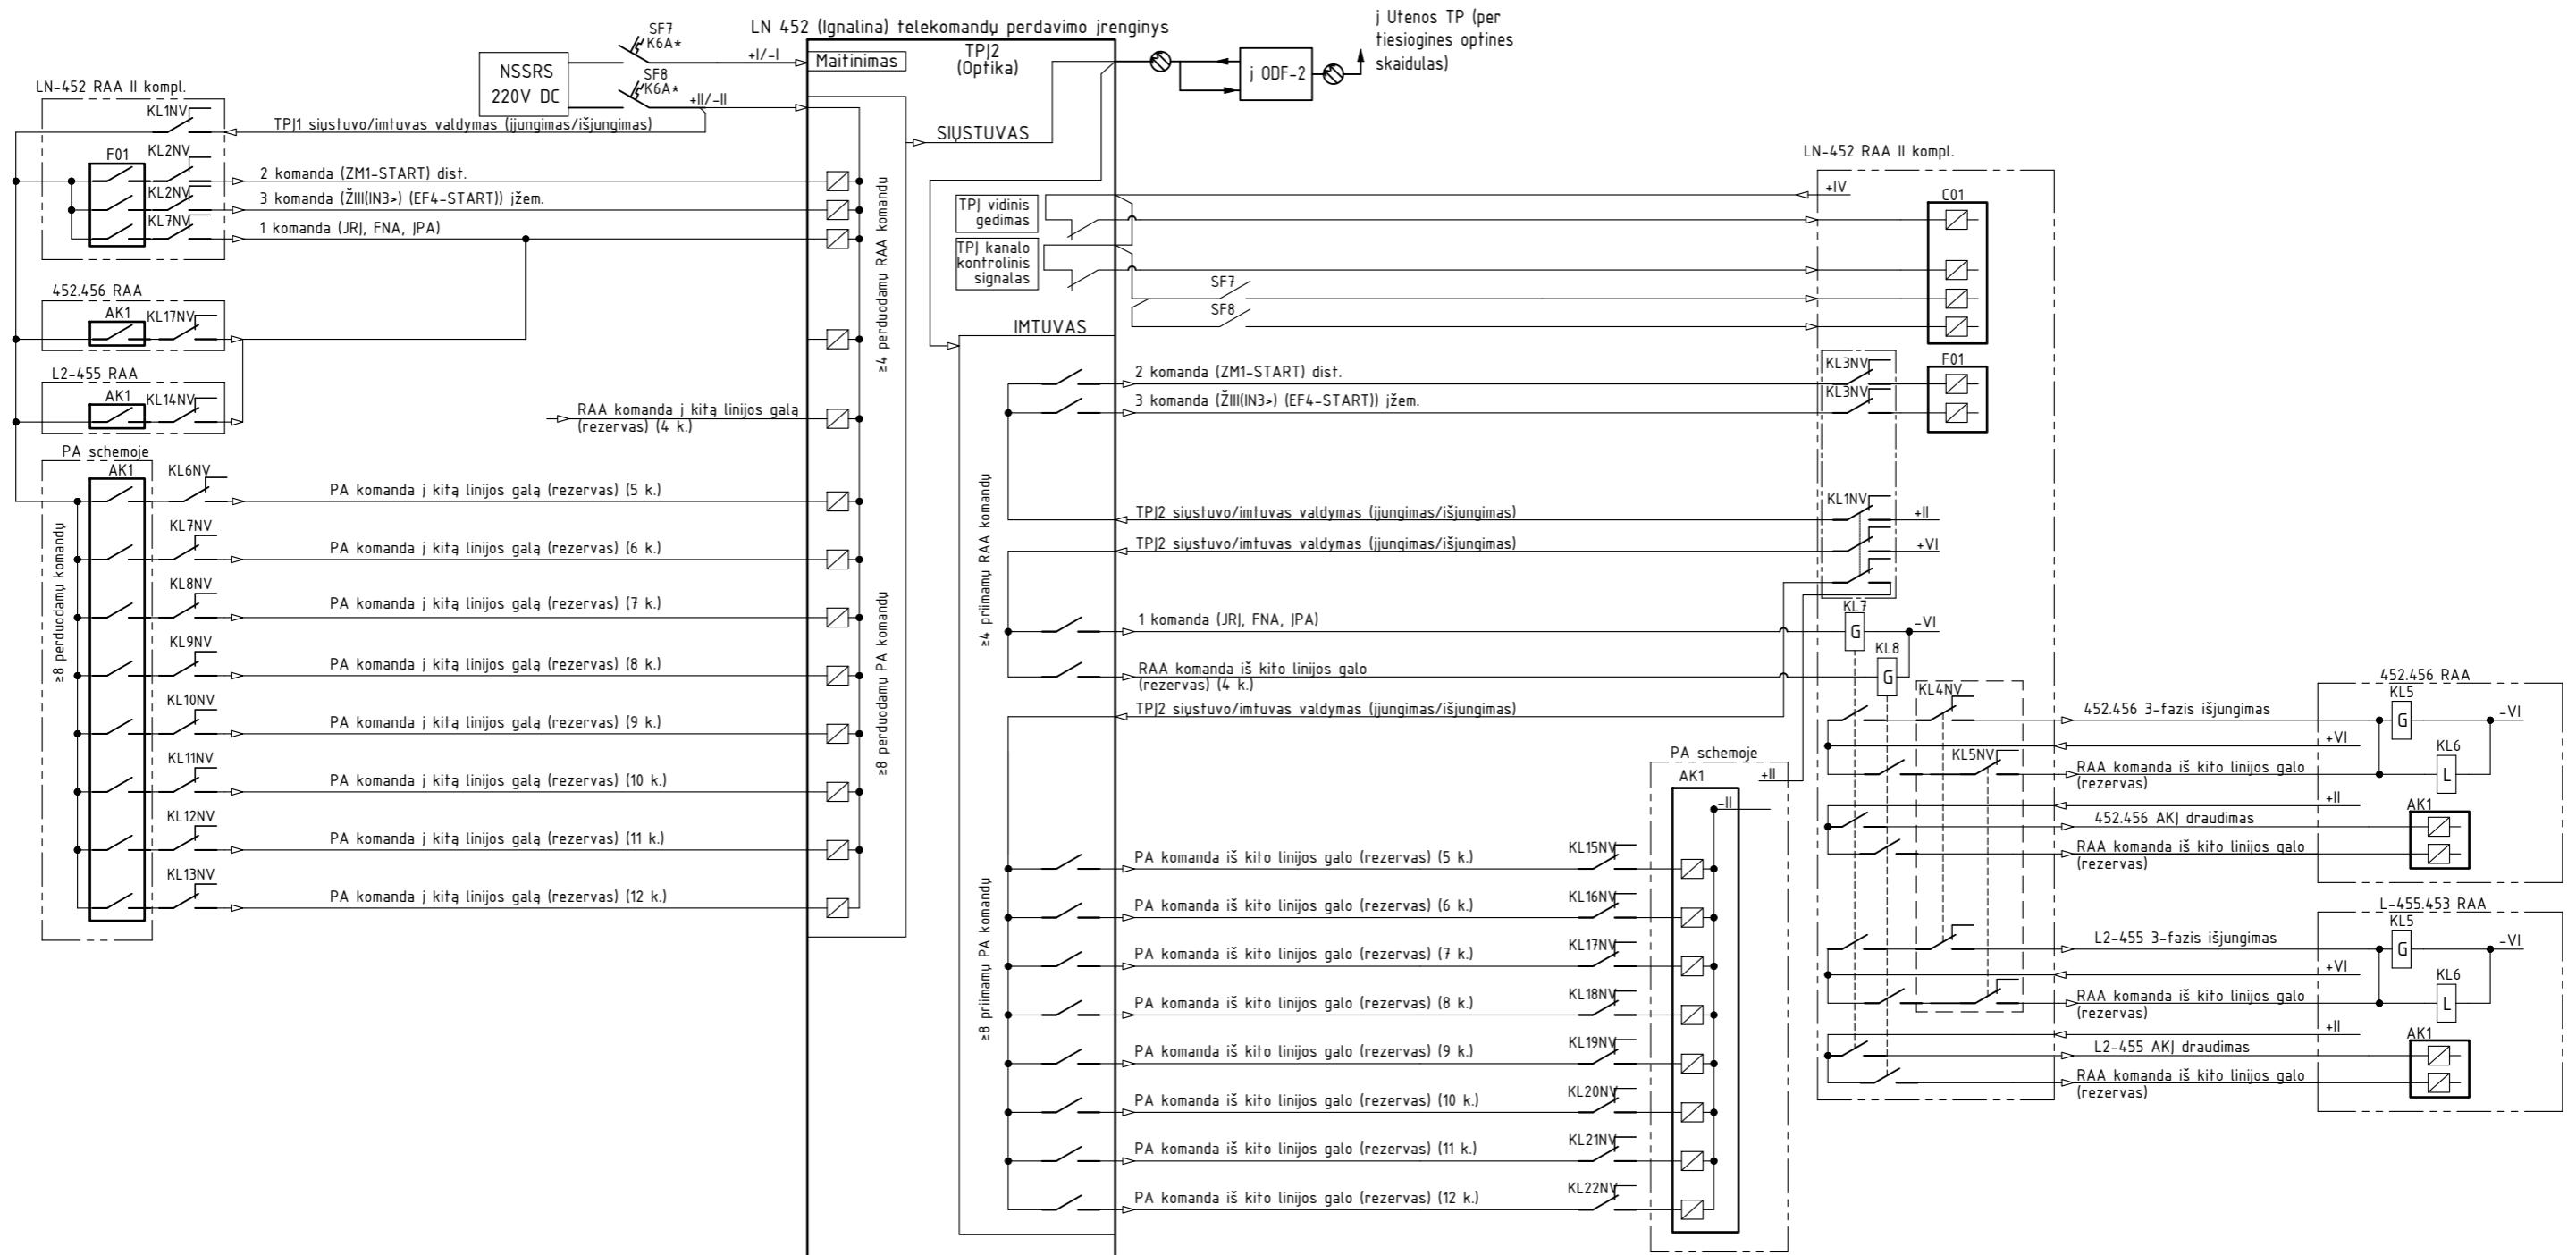 LN 452 (Ignalina) telekomandų perdavimo įrenginys
į Utenos TP (per
tiesiogines optines
skaidulas)
SF7
K6A*
+I/-I
Maitinimas
TPĮ2
(Optika)
NSSRS
220V DC
SF8
K6A*
+II/-II
į ODF-2
LN-452 RAA II kompl.
KL1NV
TPĮ1 siųstuvo/imtuvas valdymas (įjungimas/išjungimas)
SIŲSTUVAS
F01
KL2NV
2 komanda (ZM1-START) dist.
KL2NV
3 komanda (ŽIII(IN3>) (EF4-START)) įžem.
KL7NV
1 komanda (JRĮ, FNA, ĮPA)
≥4 perduodamų RAA komandų
452.456 RAA
AK1
KL17NV
L2-455 RAA
AK1
KL14NV
RAA komanda į kitą linijos galą
(rezervas) (4 k.)
PA schemoje
AK1
≥8 perduodamų komandų
≥8 perduodamų PA komandų
KL6NV
PA komanda į kitą linijos galą (rezervas) (5 k.)
KL7NV
PA komanda į kitą linijos galą (rezervas) (6 k.)
KL8NV
PA komanda į kitą linijos galą (rezervas) (7 k.)
KL9NV
PA komanda į kitą linijos galą (rezervas) (8 k.)
KL10NV
PA komanda į kitą linijos galą (rezervas) (9 k.)
KL11NV
PA komanda į kitą linijos galą (rezervas) (10 k.)
KL12NV
PA komanda į kitą linijos galą (rezervas) (11 k.)
KL13NV
PA komanda į kitą linijos galą (rezervas) (12 k.)
LN-452 RAA II kompl.
+IV
TPĮ vidinis
gedimas
C01
TPĮ kanalo
kontrolinis
signalas
SF7
SF8
IMTUVAS
≥4 priimamų RAA komandų
2 komanda (ZM1-START) dist.
KL3NV
F01
3 komanda (ŽIII(IN3>) (EF4-START)) įžem.
KL3NV
TPĮ2 siųstuvo/imtuvas valdymas (įjungimas/išjungimas)
KL1NV
+II
TPĮ2 siųstuvo/imtuvas valdymas (įjungimas/išjungimas)
+VI
1 komanda (JRĮ, FNA, ĮPA)
KL7
G
-VI
RAA komanda iš kito linijos galo
(rezervas) (4 k.)
KL8
G
TPĮ2 siųstuvo/imtuvas valdymas (įjungimas/išjungimas)
≥8 priimamų PA komandų
PA schemoje
AK1
+II
-II
PA komanda iš kito linijos galo (rezervas) (5 k.)
KL15NV
PA komanda iš kito linijos galo (rezervas) (6 k.)
KL16NV
PA komanda iš kito linijos galo (rezervas) (7 k.)
KL17NV
PA komanda iš kito linijos galo (rezervas) (8 k.)
KL18NV
PA komanda iš kito linijos galo (rezervas) (9 k.)
KL19NV
PA komanda iš kito linijos galo (rezervas) (10 k.)
KL20NV
PA komanda iš kito linijos galo (rezervas) (11 k.)
KL21NV
PA komanda iš kito linijos galo (rezervas) (12 k.)
KL22NV
KL4NV
KL5NV
452.456 RAA
452.456 3-fazis išjungimas
KL5
G
-VI
+VI
KL6
L
RAA komanda iš kito linijos galo
(rezervas)
+II
AK1
452.456 AKĮ draudimas
RAA komanda iš kito linijos galo
(rezervas)
L-455.453 RAA
L2-455 3-fazis išjungimas
KL5
G
-VI
+VI
KL6
L
RAA komanda iš kito linijos galo
(rezervas)
+II
AK1
L2-455 AKĮ draudimas
RAA komanda iš kito linijos galo
(rezervas)